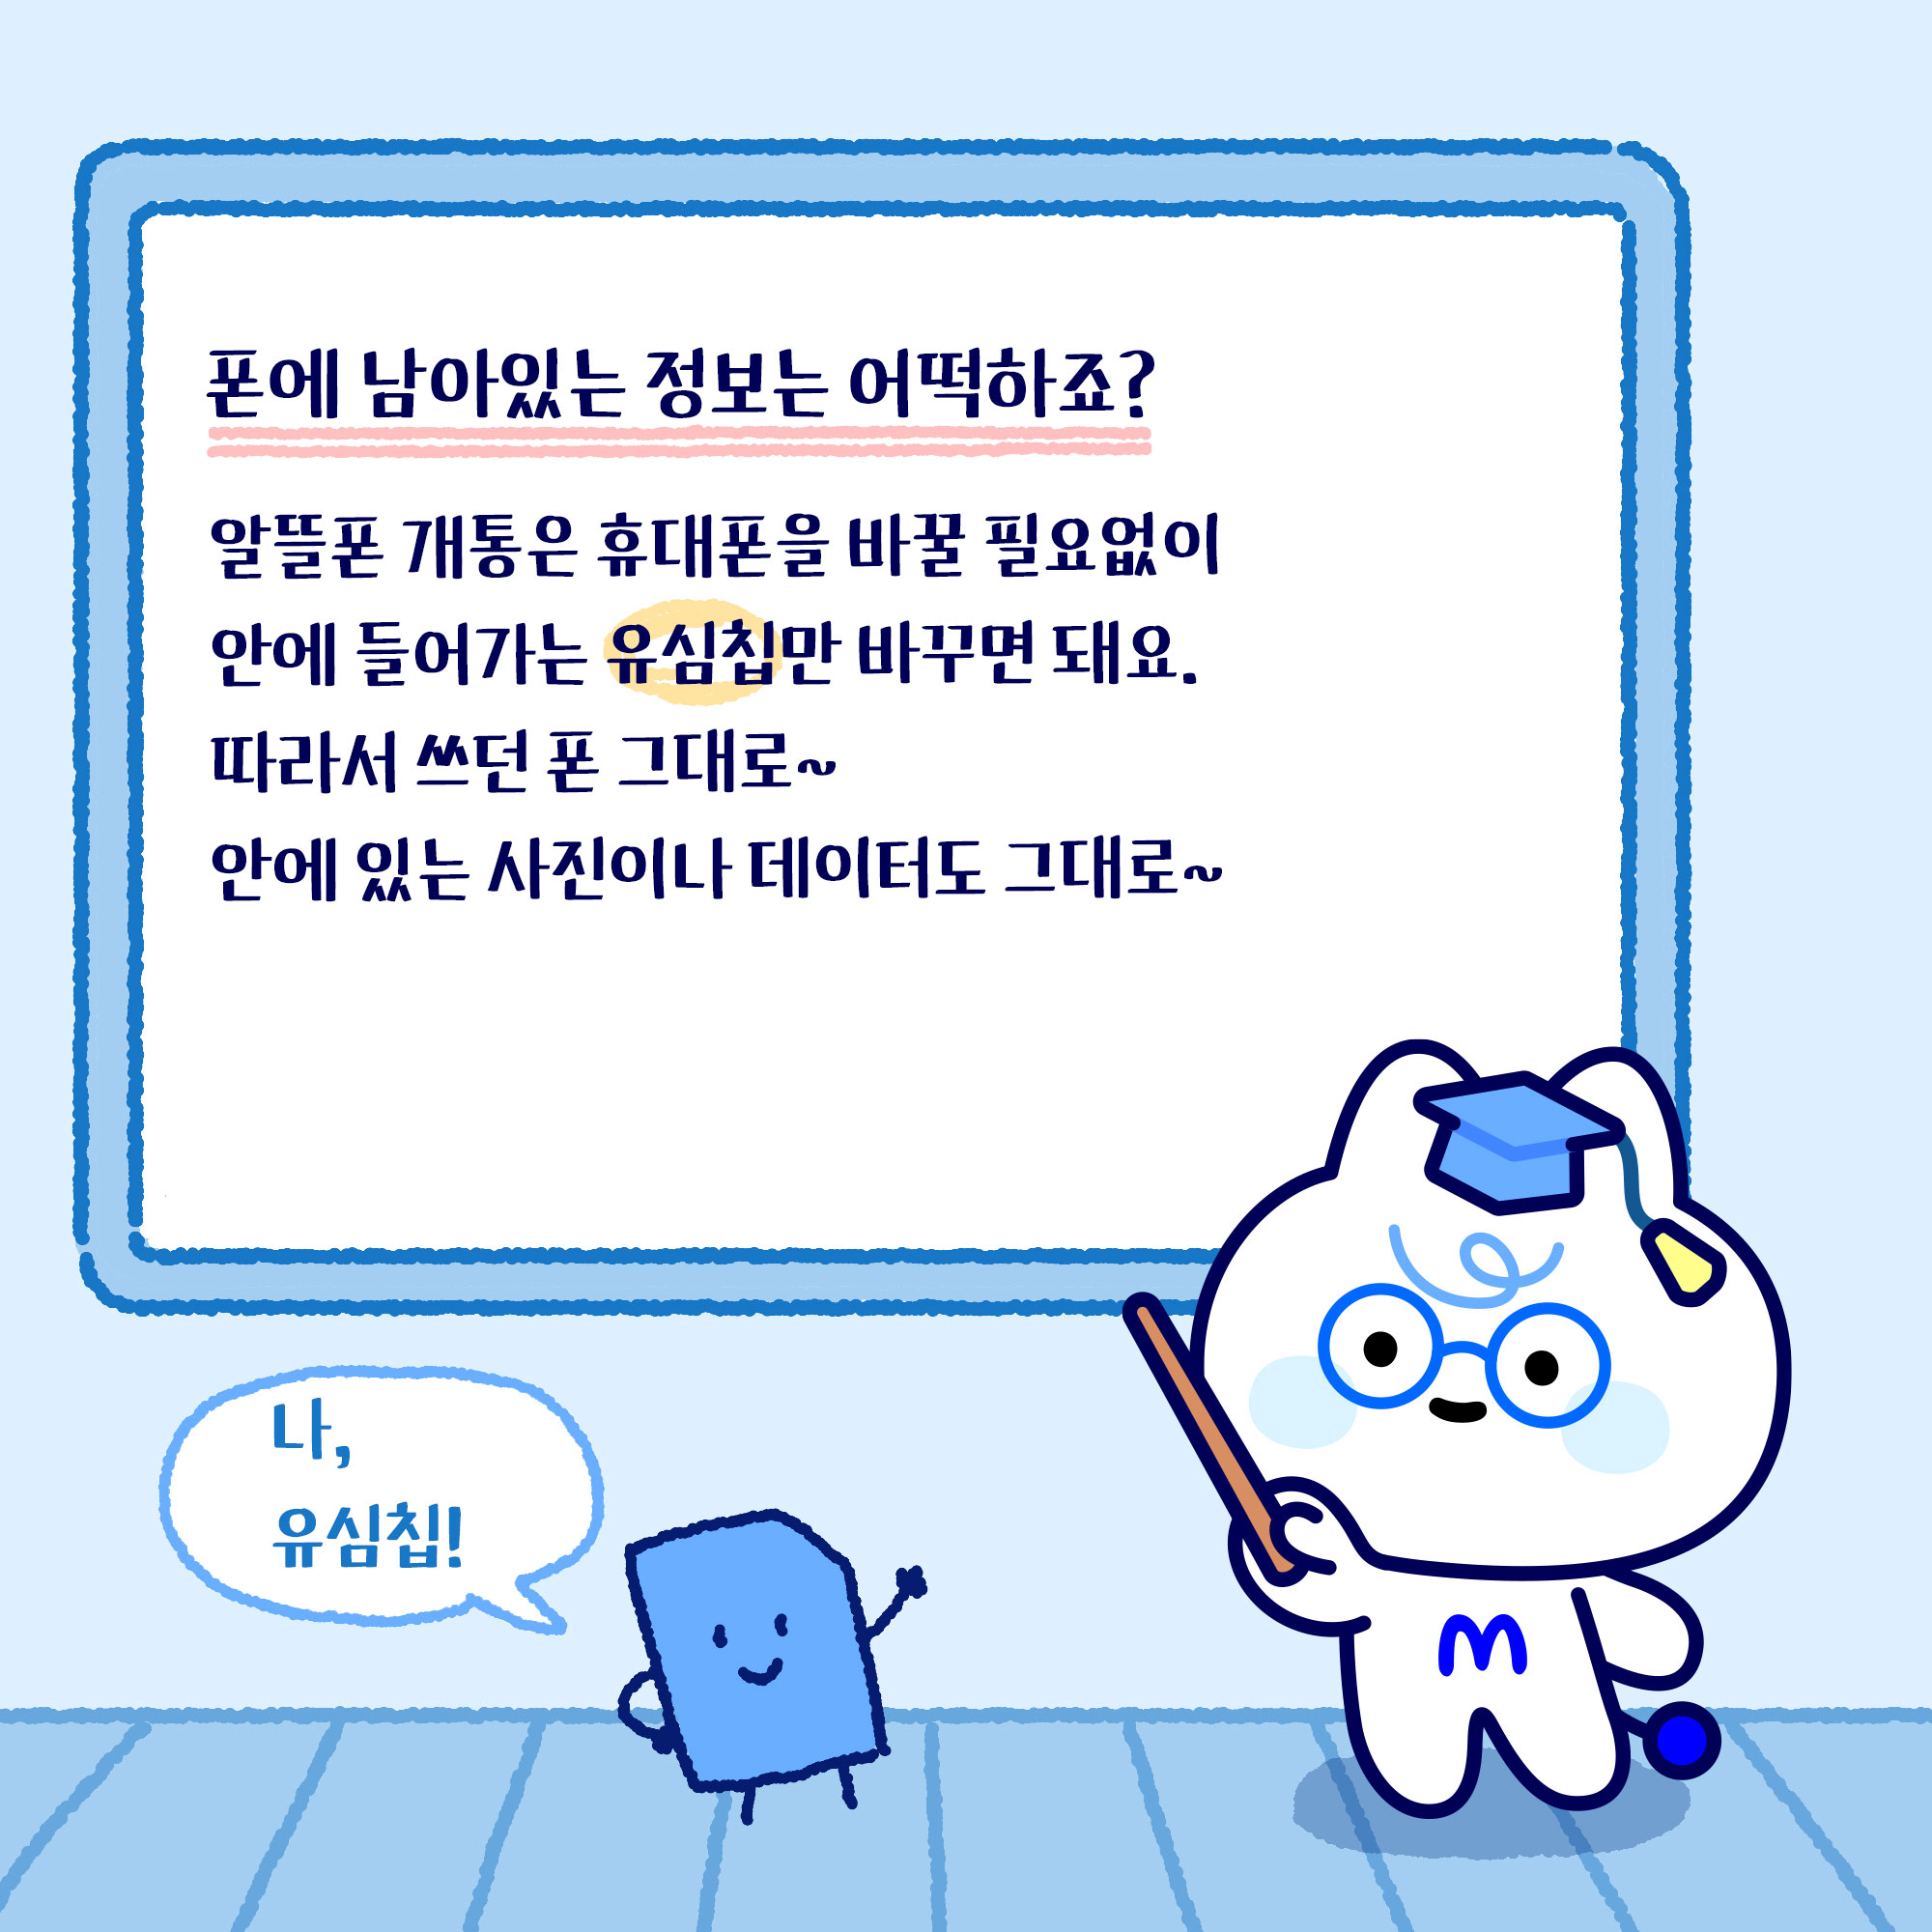 폰에 남아있는 정보는 어떡하죠?
알뜰폰 개통은 휴대폰을 바꿀 필요없이
안에 들어가는 유심칩만 바꾸면 돼요.
따라서 쓰던 폰 그대로~
안에 있는 사진이나 데이터도 그대로~
나,
유심칩!
m